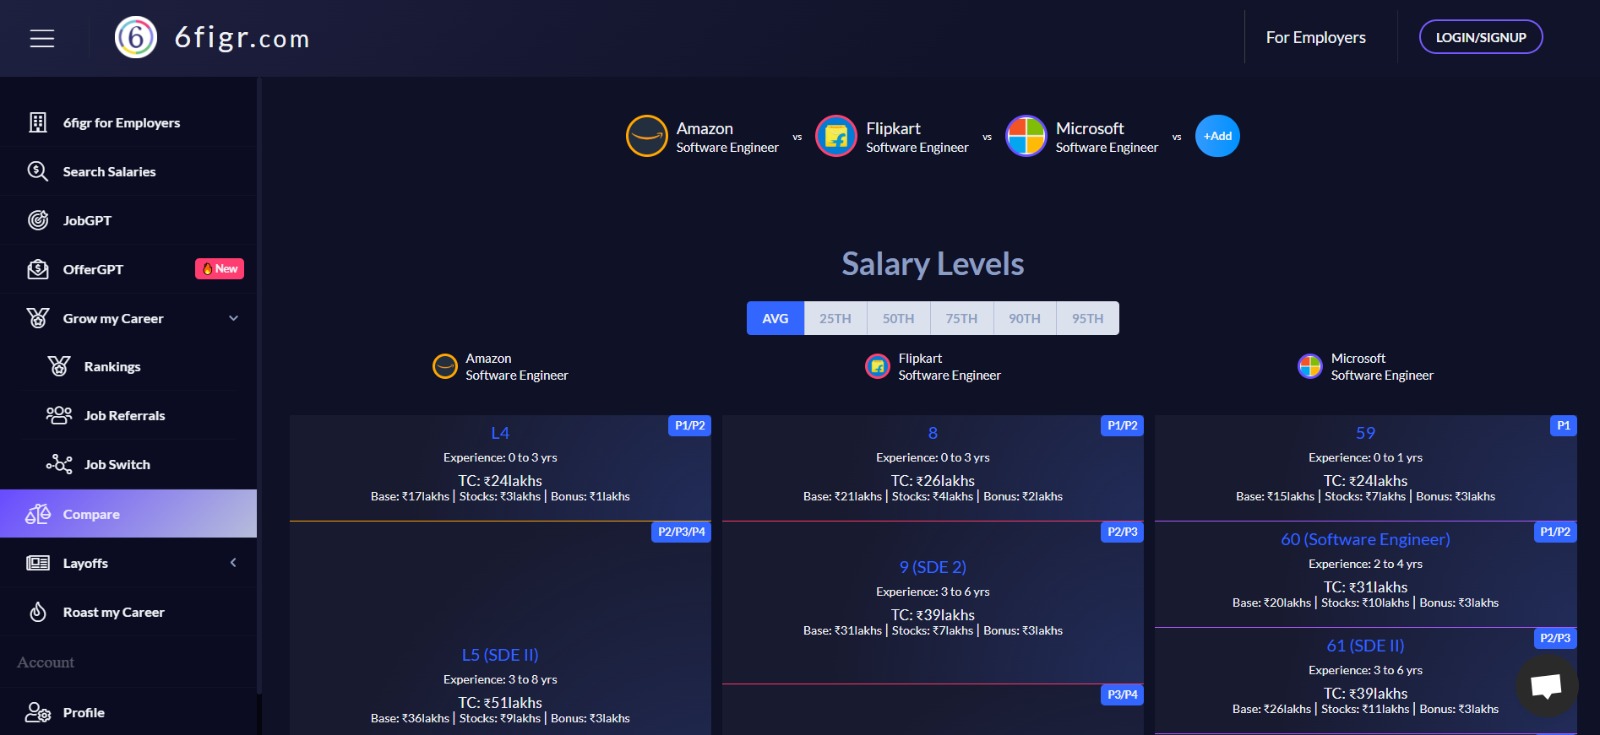 6 6figr.com
For Employers
LOGIN/SIGNUP
6figr for Employers
Search Salaries
JobGPT
OfferGPT
New
Grow my Career
Rankings
Job Referrals
Job Switch
Compare
Layoffs
Roast my Career
Account
Profile
Amazon
Software Engineer
vs
Flipkart
Software Engineer
vs
Microsoft
Software Engineer
vs
+Add
Salary Levels
AVG 25TH 50TH 75TH 90TH 95TH
Amazon
Software Engineer
P1/P2
L4
Experience: 0 to 3 yrs
TC: ₹24lakhs
Base: ₹17lakhs | Stocks: ₹3lakhs | Bonus: ₹1lakhs
P2/P3/P4
L5 (SDE II)
Experience: 3 to 8 yrs
TC: ₹51lakhs
Base: ₹36lakhs | Stocks: ₹9lakhs | Bonus: ₹3lakhs
Flipkart
Software Engineer
P1/P2
8
Experience: 0 to 3 yrs
TC: ₹26lakhs
Base: ₹21lakhs | Stocks: ₹4lakhs | Bonus: ₹2lakhs
P2/P3
9 (SDE 2)
Experience: 3 to 6 yrs
TC: ₹39lakhs
Base: ₹31lakhs | Stocks: ₹7lakhs | Bonus: ₹3lakhs
P3/P4
Microsoft
Software Engineer
P1
59
Experience: 0 to 1 yrs
TC: ₹24lakhs
Base: ₹15lakhs | Stocks: ₹7lakhs | Bonus: ₹3lakhs
P1/P2
60 (Software Engineer)
Experience: 2 to 4 yrs
TC: ₹31lakhs
Base: ₹20lakhs | Stocks: ₹10lakhs | Bonus: ₹3lakhs
P2/P3
61 (SDE II)
Experience: 3 to 6 yrs
TC: ₹39lakhs
Base: ₹26lakhs | Stocks: ₹11lakhs | Bonus: ₹3lakhs